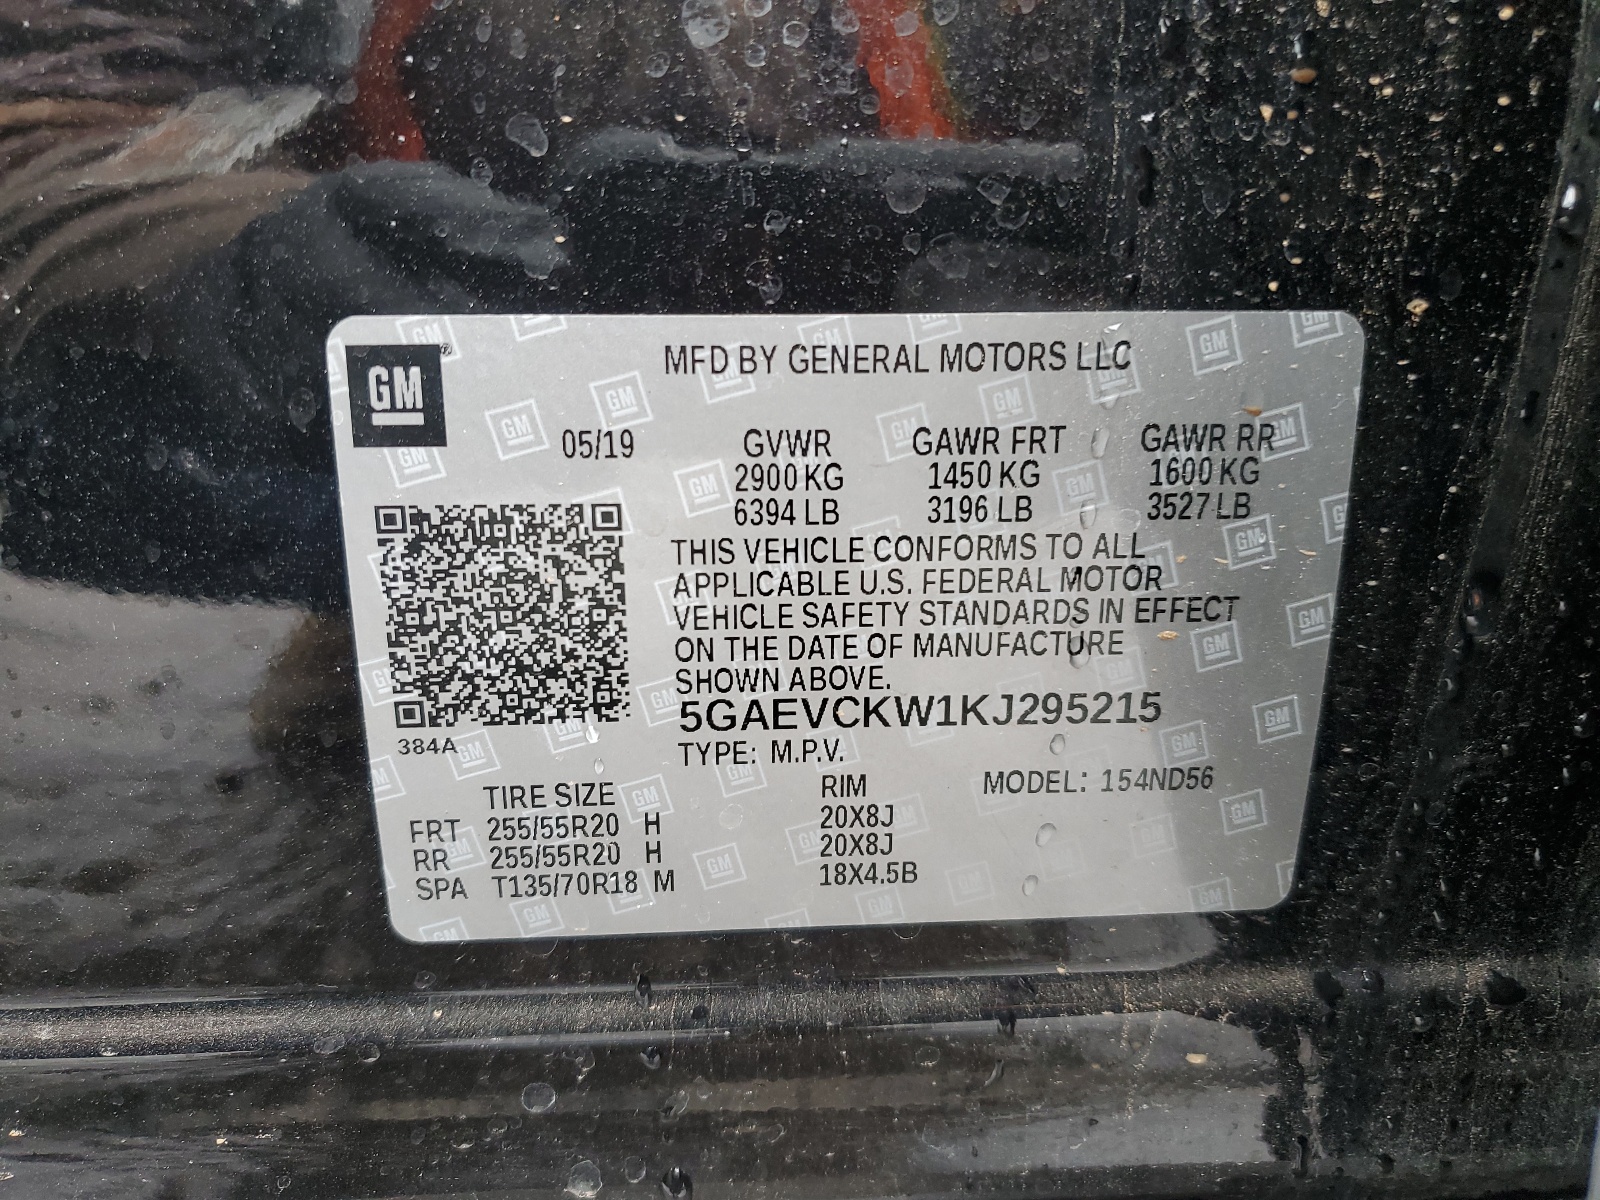 GM
MFD BY GENERAL MOTORS LLC
05/19 GVWR GAWR FRT GAWR RR
2900 KG 1450 KG 1600 KG
6394 LB 3196 LB 3527 LB
THIS VEHICLE CONFORMS TO ALL
APPLICABLE U.S. FEDERAL MOTOR
VEHICLE SAFETY STANDARDS IN EFFECT
ON THE DATE OF MANUFACTURE
SHOWN ABOVE.
5GAEVCKW1KJ295215
384A
TYPE: M.P.V.
TIRE SIZE RIM MODEL: 154ND56
FRT 255/55R20 H 20X8J
RR 255/55R20 H 20X8J
SPA T135/70R18 M 18X4.5B